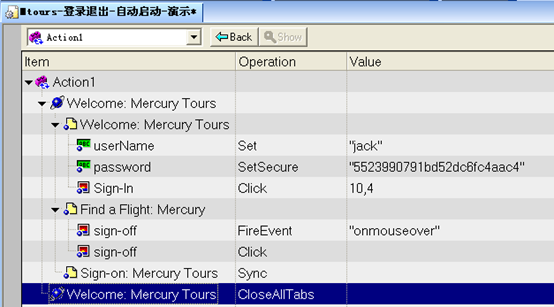 Mtours-登录退出-自动启动-演示*
Action1 Back Show
Item Operation Value
Action1
Welcome: Mercury Tours
Welcome: Mercury Tours
userName Set "jack"
password SetSecure "5523990791bd52dc6fc4aac4"
Sign-In Click 10,4
Find a Flight: Mercury
sign-off FireEvent "onmouseover"
sign-off Click
Sign-on: Mercury Tours Sync
Welcome: Mercury Tours CloseAllTabs